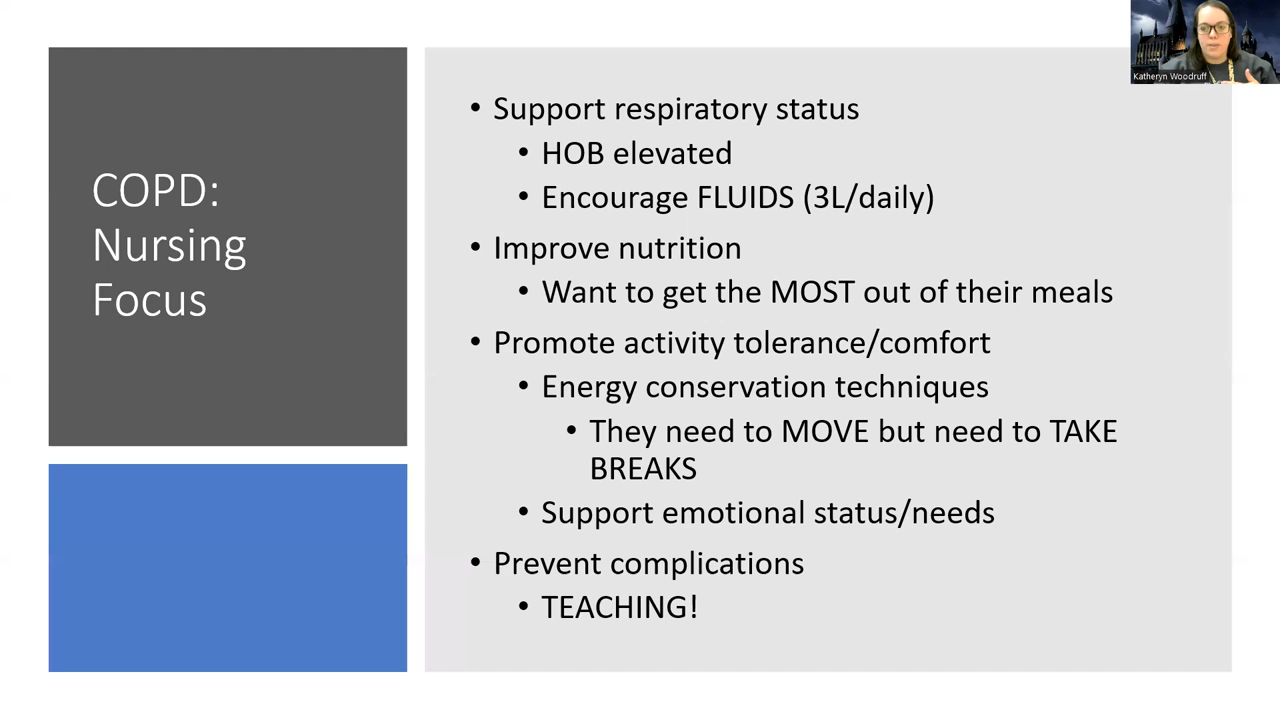 COPD:
Nursing
Focus
• Support respiratory status
• HOB elevated
• Encourage FLUIDS (3L/daily)
• Improve nutrition
• Want to get the MOST out of their meals
• Promote activity tolerance/comfort
• Energy conservation techniques
• They need to MOVE but need to TAKE
BREAKS
• Support emotional status/needs
• Prevent complications
• TEACHING!
Katheryn Woodruff